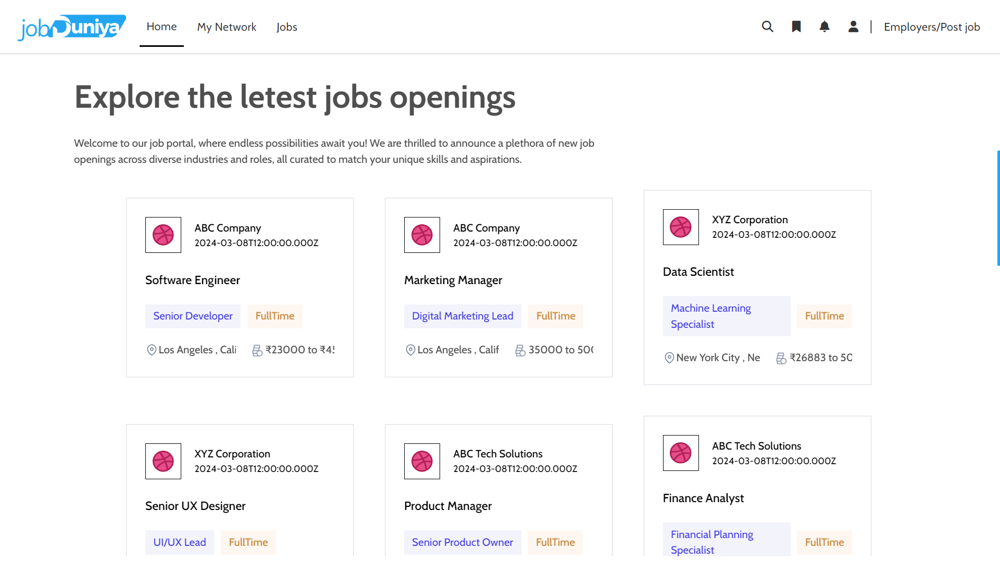 jobDuniya
Home
My Network
Jobs
Employers/Post job
Explore the letest jobs openings
Welcome to our job portal, where endless possibilities await you! We are thrilled to announce a plethora of new job
openings across diverse industries and roles, all curated to match your unique skills and aspirations.
ABC Company
2024-03-08T12:00:00.000Z
Software Engineer
Senior Developer
FullTime
Los Angeles , Cali
₹23000 to ₹45
ABC Company
2024-03-08T12:00:00.000Z
Marketing Manager
Digital Marketing Lead
FullTime
Los Angeles , Calif
35000 to 500
XYZ Corporation
2024-03-08T12:00:00.000Z
Data Scientist
Machine Learning
Specialist
FullTime
New York City , Ne
₹26883 to 50
XYZ Corporation
2024-03-08T12:00:00.000Z
Senior UX Designer
UI/UX Lead
FullTime
ABC Tech Solutions
2024-03-08T12:00:00.000Z
Product Manager
Senior Product Owner
FullTime
ABC Tech Solutions
2024-03-08T12:00:00.000Z
Finance Analyst
Financial Planning
Specialist
FullTime